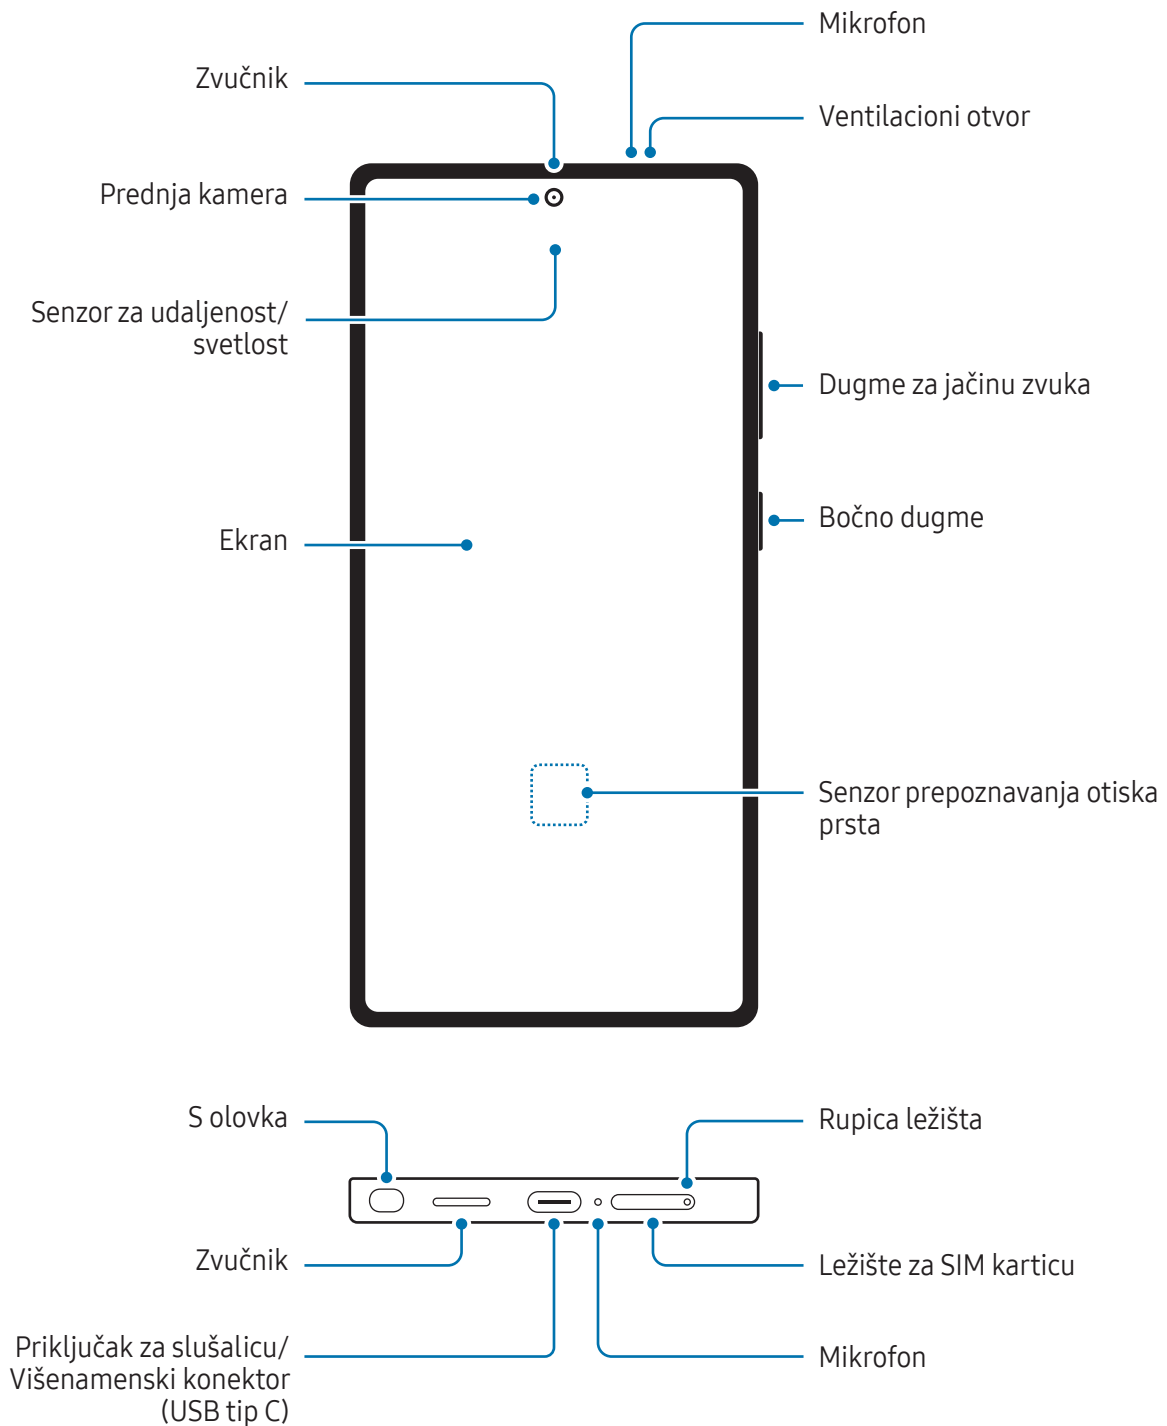 Mikrofon
Zvučnik
Ventilacioni otvor
Prednja kamera
Senzor za udaljenost/
svetlost
Dugme za jačinu zvuka
Bočno dugme
Ekran
Senzor prepoznavanja otiska
prsta
S olovka
Rupica ležišta
Zvučnik
Ležište za SIM karticu
Priključak za slušalicu/
Višenamenski konektor
(USB tip C)
Mikrofon